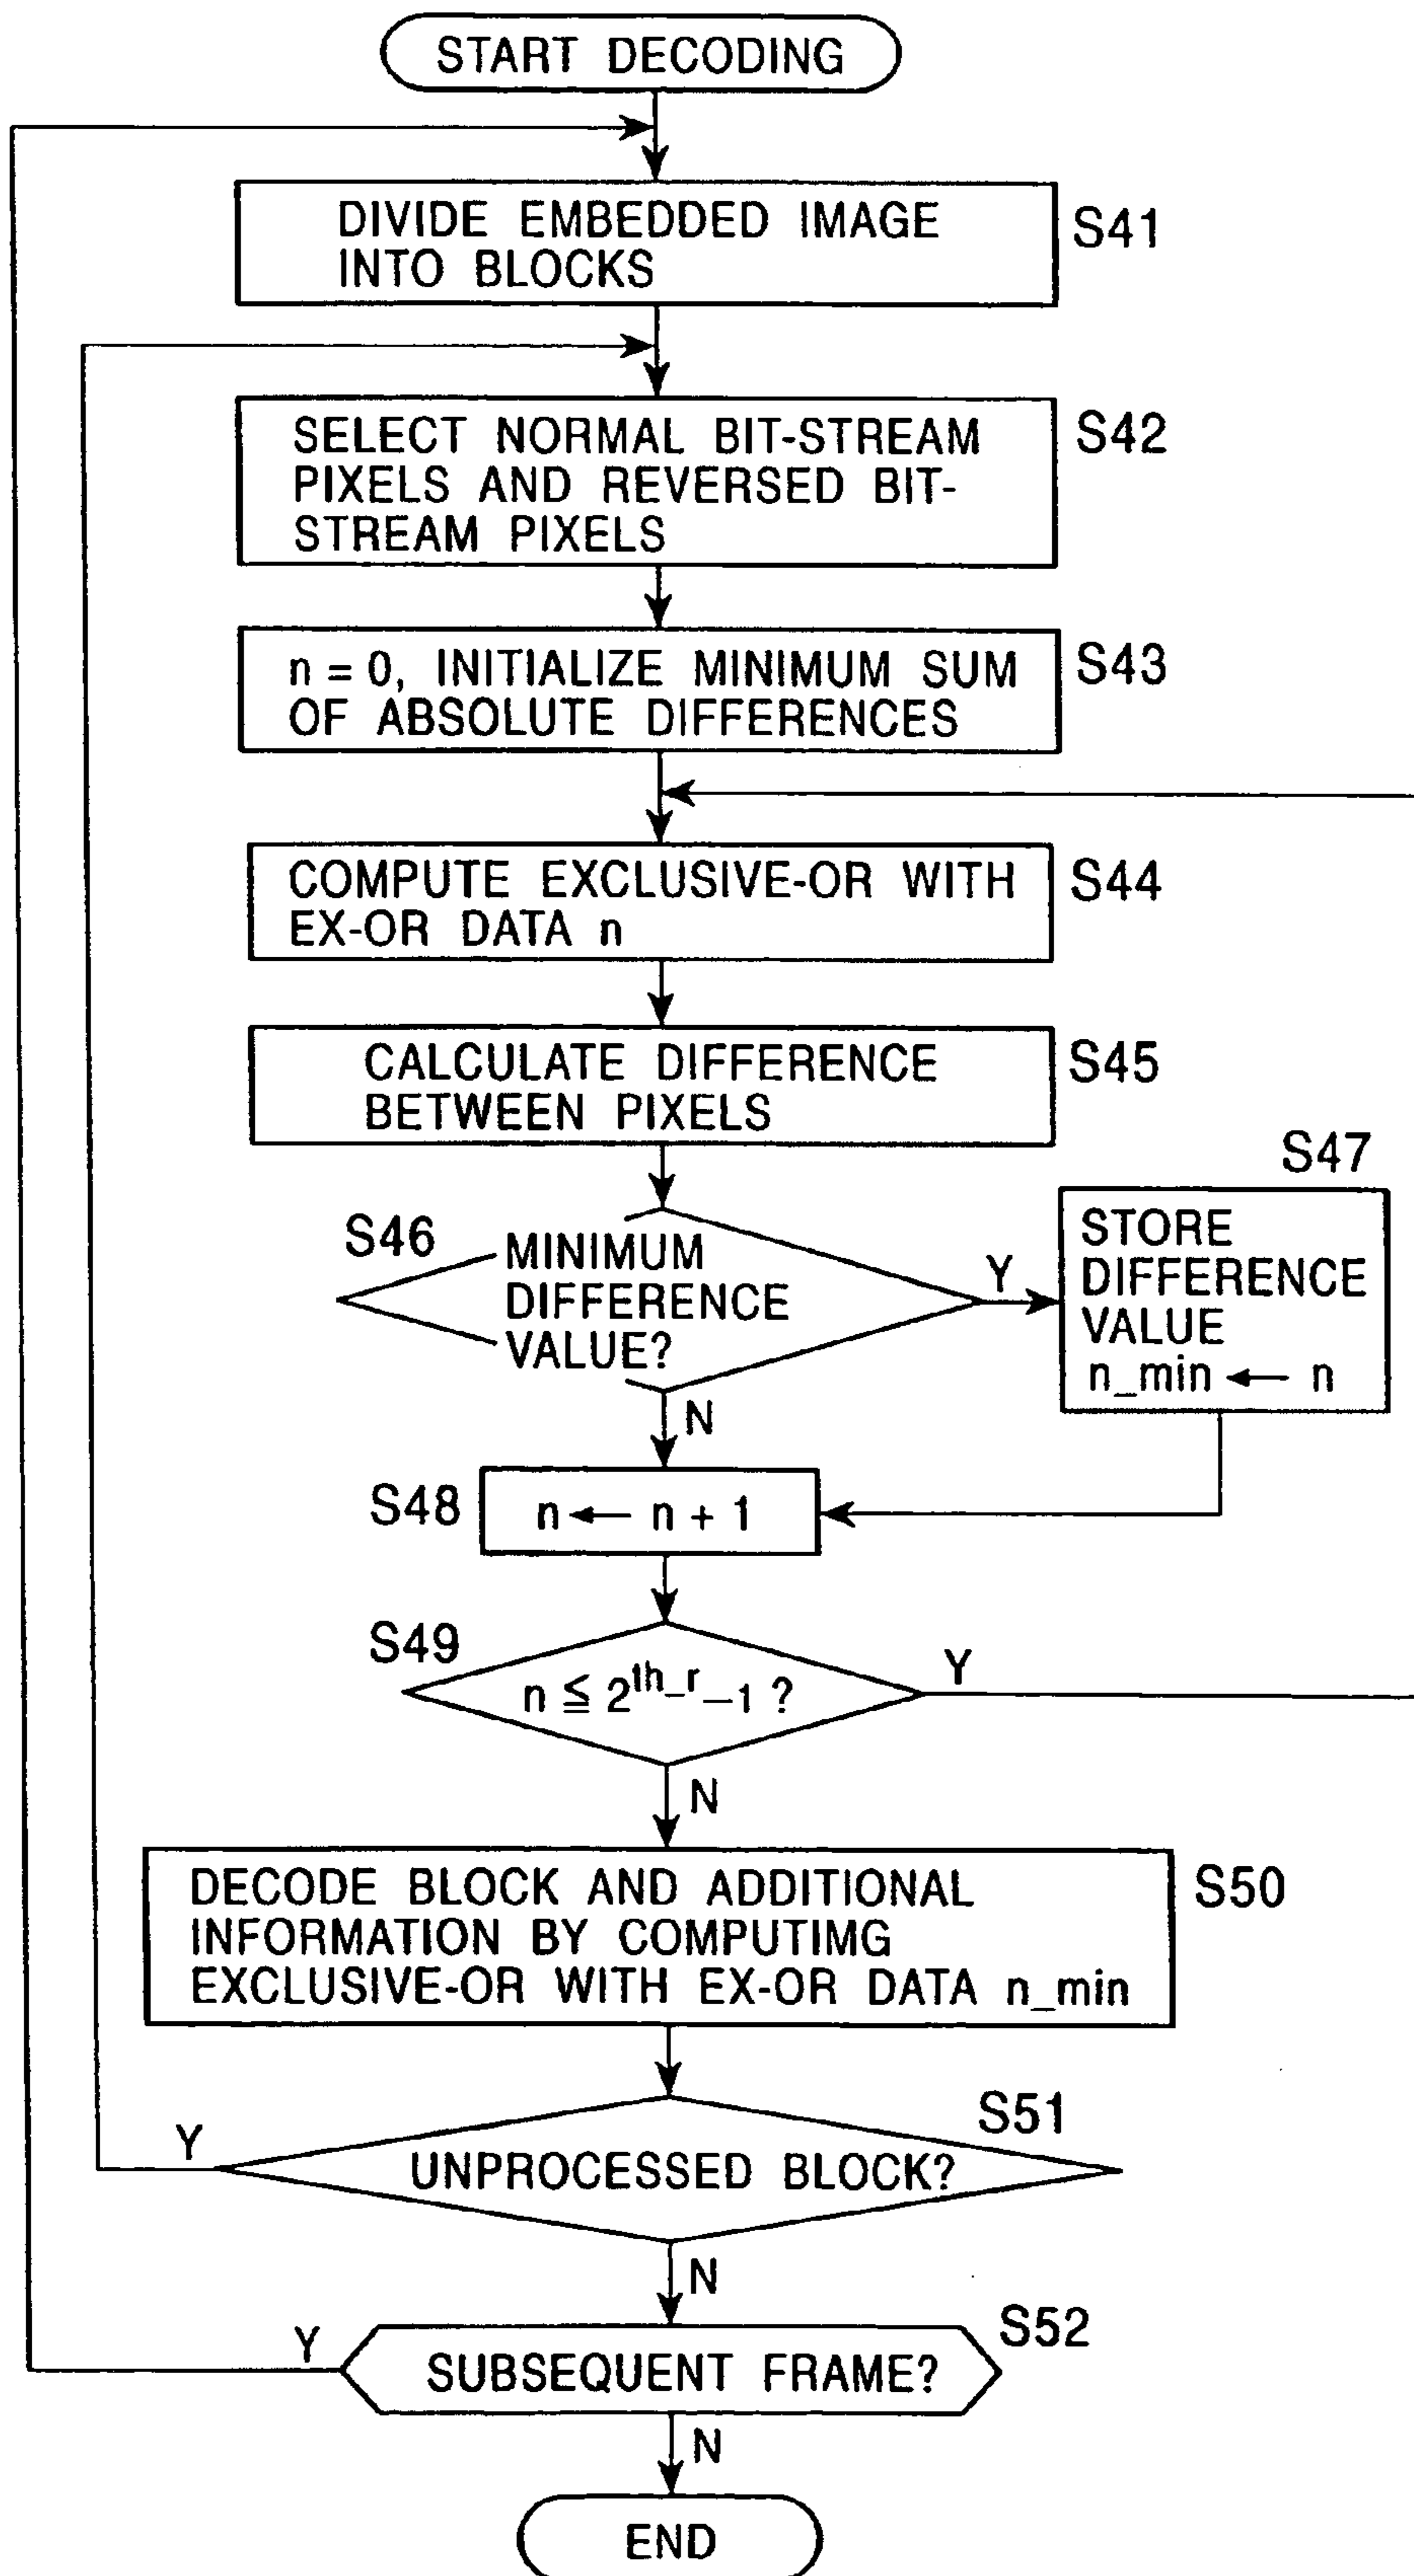 START DECODING
DIVIDE EMBEDDED IMAGE
INTO BLOCKS
S41
SELECT NORMAL BIT-STREAM
PIXELS AND REVERSED BIT-
STREAM PIXELS
S42
n = 0, INITIALIZE MINIMUM SUM
OF ABSOLUTE DIFFERENCES
S43
COMPUTE EXCLUSIVE-OR WITH
EX-OR DATA n
S44
CALCULATE DIFFERENCE
BETWEEN PIXELS
S45
S46
MINIMUM
DIFFERENCE
VALUE?
Y
N
S47
STORE
DIFFERENCE
VALUE
n_min ← n
S48
n ← n + 1
S49
n ≦ 2^th_r –1 ?
Y
N
DECODE BLOCK AND ADDITIONAL
INFORMATION BY COMPUTIMG
EXCLUSIVE-OR WITH EX-OR DATA n_min
S50
S51
Y
UNPROCESSED BLOCK?
N
S52
Y
SUBSEQUENT FRAME?
N
END